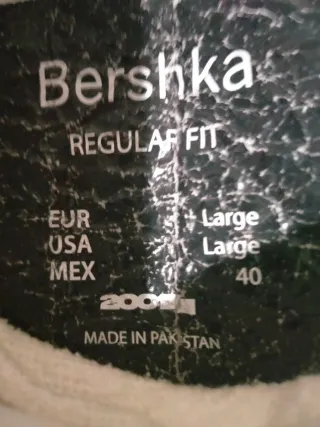 Bershka
REGULAR FIT
EUR Large
USA Large
MEX 40
MADE IN PAKISTAN